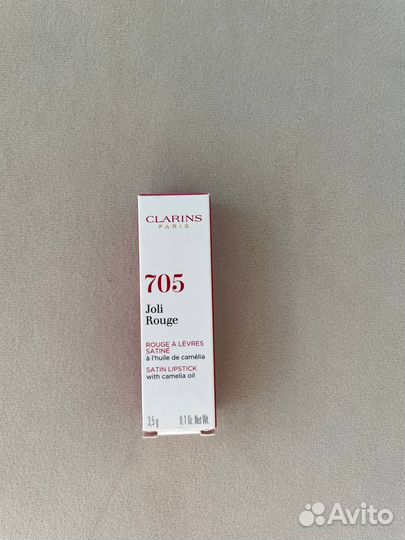 CLARINS
PARIS
705
Joli
Rouge
ROUGE À LÈVRES
SATINÉ
à l'huile de camélia
SATIN LIPSTICK
with camelia oil
3,5 g 0.1 Oz. Net Wt.
Avito